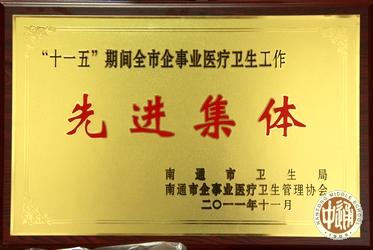 “十一五”期间全市企事业医疗卫生工作
先进集体
南通市卫生局
南通市企事业医疗卫生管理协会
二〇一一年十一月
中通